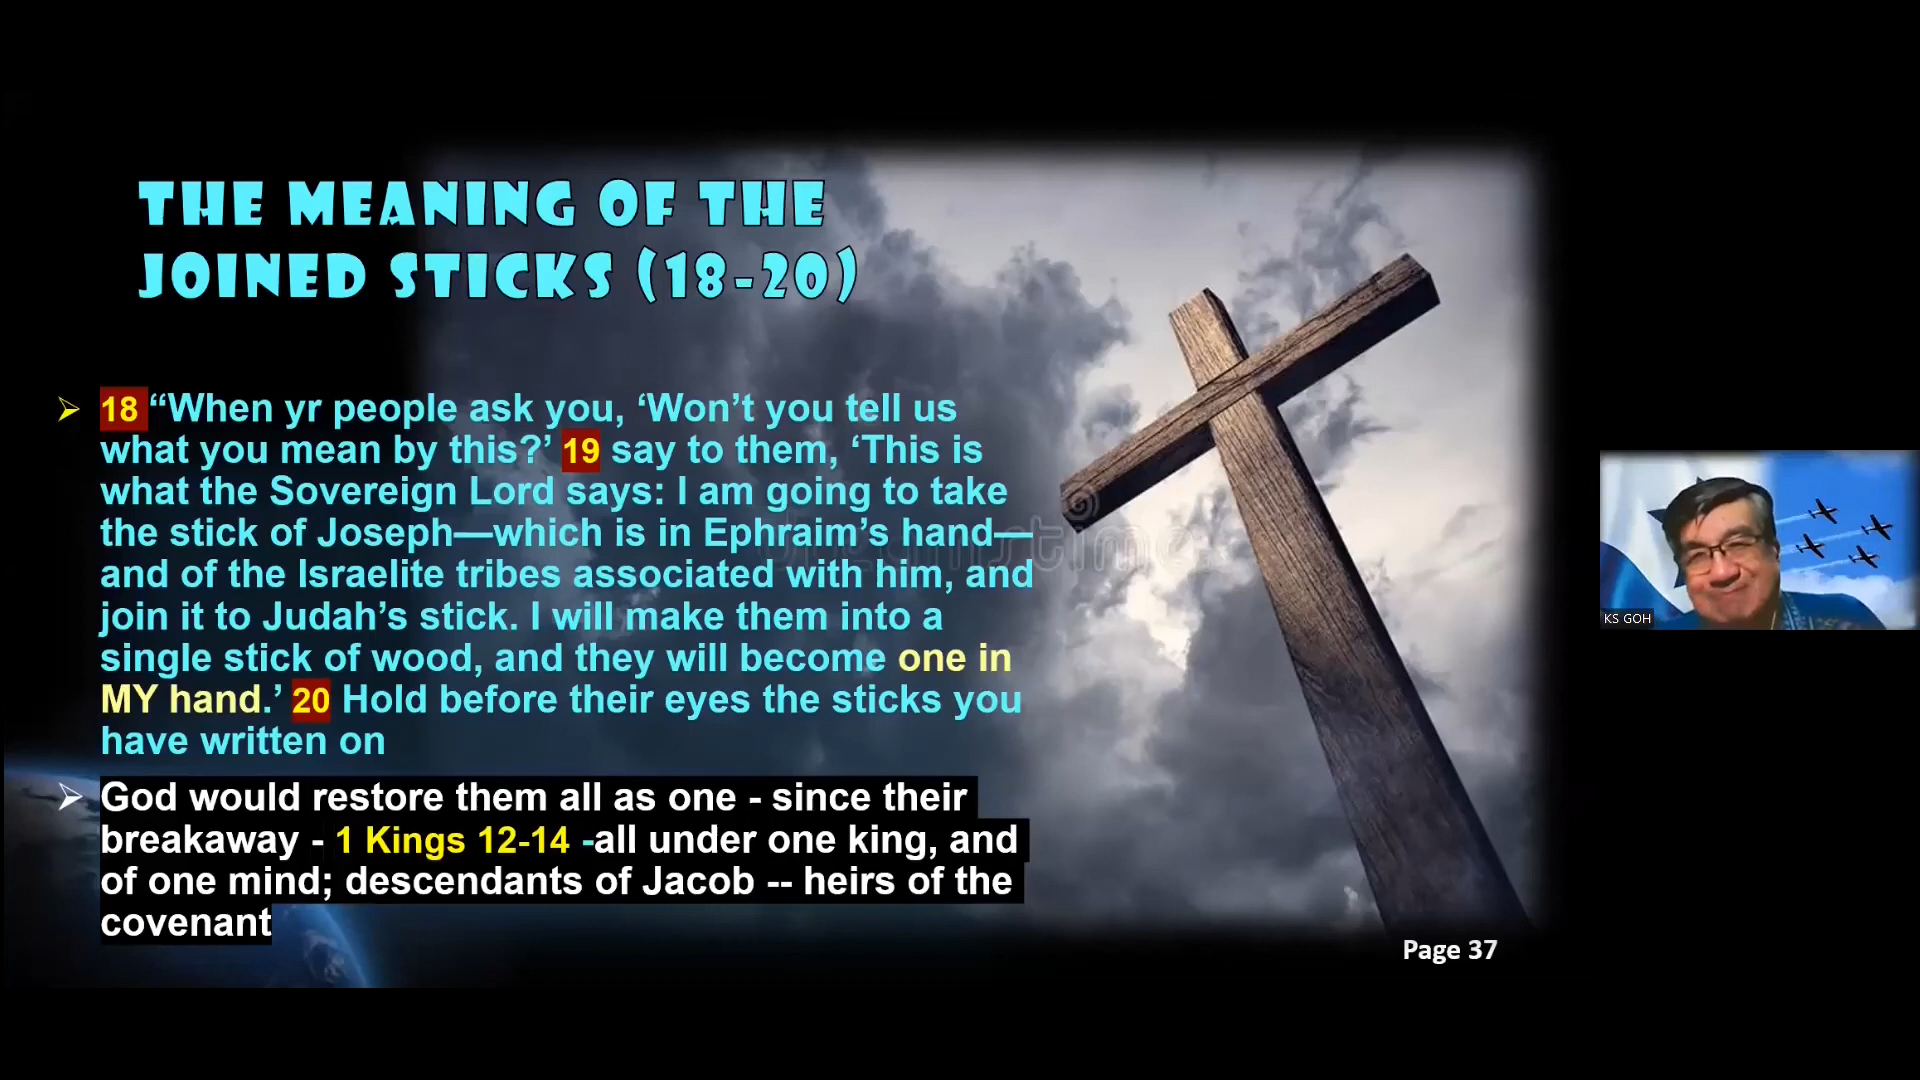 THE MEANING OF THE
JOINED STICKS (18-20)
18 “When yr people ask you, ‘Won’t you tell us
what you mean by this?’ 19 say to them, ‘This is
what the Sovereign Lord says: I am going to take
the stick of Joseph—which is in Ephraim’s hand—
and of the Israelite tribes associated with him, and
join it to Judah’s stick. I will make them into a
single stick of wood, and they will become one in
MY hand.’ 20 Hold before their eyes the sticks you
have written on
God would restore them all as one - since their
breakaway - 1 Kings 12-14 -all under one king, and
of one mind; descendants of Jacob -- heirs of the
covenant
Page 37
KS GOH
dreamstime